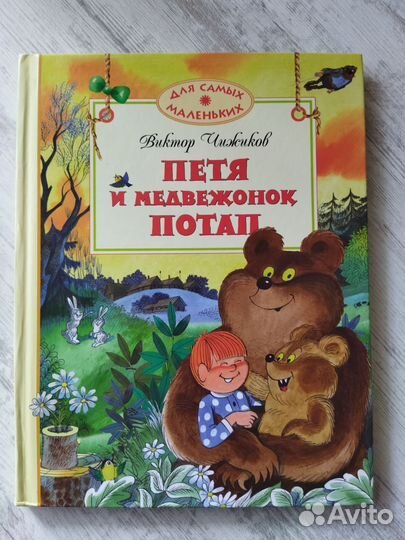 ДЛЯ САМЫХ
МАЛЕНЬКИХ
Виктор Чижиков
ПЕТЯ
И МЕДВЕЖОНОК
ПОТАП
Avito